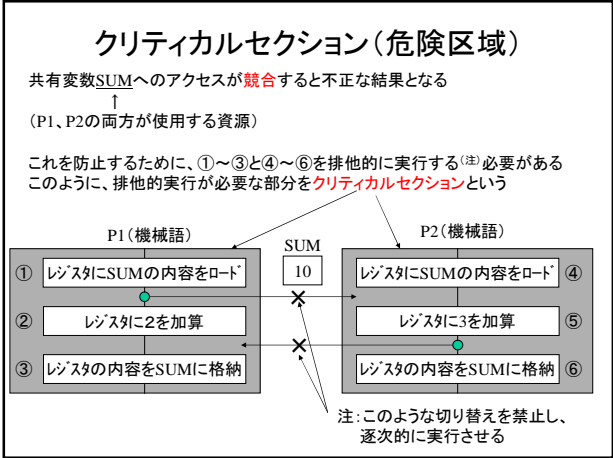 クリティカルセクション(危険区域)
共有変数SUMへのアクセスが競合すると不正な結果となる
↑
(P1、P2の両方が使用する資源)
これを防止するために、①~③と④~⑥を排他的に実行する(注)必要がある
このように、排他的実行が必要な部分をクリティカルセクションという
P1(機械語)
SUM
P2(機械語)
① レジスタにSUMの内容をロード
10
レジスタにSUMの内容をロード ④
② レジスタに2を加算
レジスタに3を加算 ⑤
③ レジスタの内容をSUMに格納
レジスタの内容をSUMに格納 ⑥
注:このような切り替えを禁止し、
逐次的に実行させる